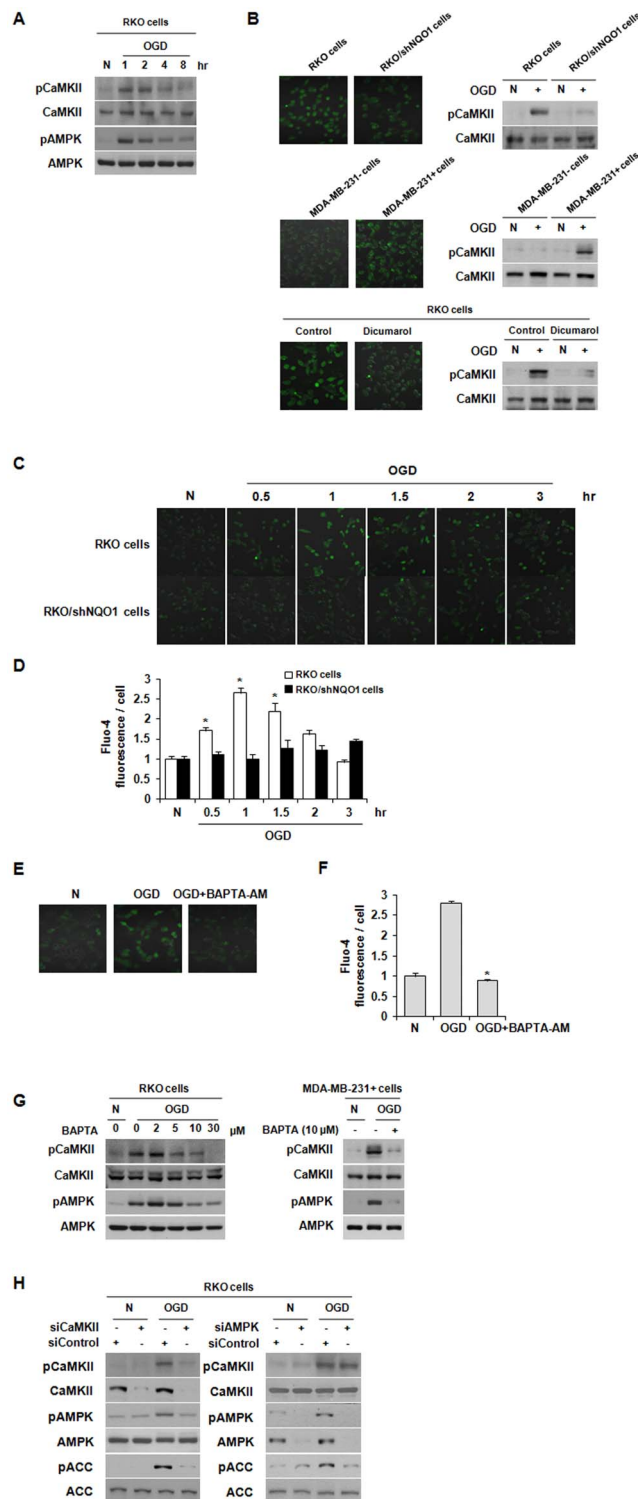 A
RKO cells
OGD
N 1 2 4 8 hr
pCaMKII
CaMKII
pAMPK
AMPK
B
RKO cells
RKO/shNQO1 cells
RKO cells
RKO/shNQO1 cells
OGD N + N +
pCaMKII
CaMKII
MDA-MB-231- cells
MDA-MB-231+ cells
MDA-MB-231- cells
MDA-MB-231+ cells
OGD N + N +
pCaMKII
CaMKII
RKO cells
Control Dicumarol
Control Dicumarol
OGD N + N +
pCaMKII
CaMKII
C
OGD
N 0.5 1 1.5 2 3 hr
RKO cells
RKO/shNQO1 cells
D
RKO cells
RKO/shNQO1 cells
Fluo-4
fluorescence / cell
3
2.5
2
1.5
1
0.5
0
* * *
N 0.5 1 1.5 2 3 hr
OGD
E
N OGD OGD+BAPTA-AM
F
Fluo-4
fluorescence / cell
3
2.5
2
1.5
1
0.5
0
*
N OGD OGD+BAPTA-AM
G
RKO cells
N OGD
BAPTA 0 0 2 5 10 30 µM
pCaMKII
CaMKII
pAMPK
AMPK
MDA-MB-231+ cells
N OGD
BAPTA (10 µM) - - +
pCaMKII
CaMKII
pAMPK
AMPK
H
RKO cells
N OGD
siCaMKII - + - +
siControl + - + -
pCaMKII
CaMKII
pAMPK
AMPK
pACC
ACC
N OGD
siAMPK - + - +
siControl + - + -
pCaMKII
CaMKII
pAMPK
AMPK
pACC
ACC